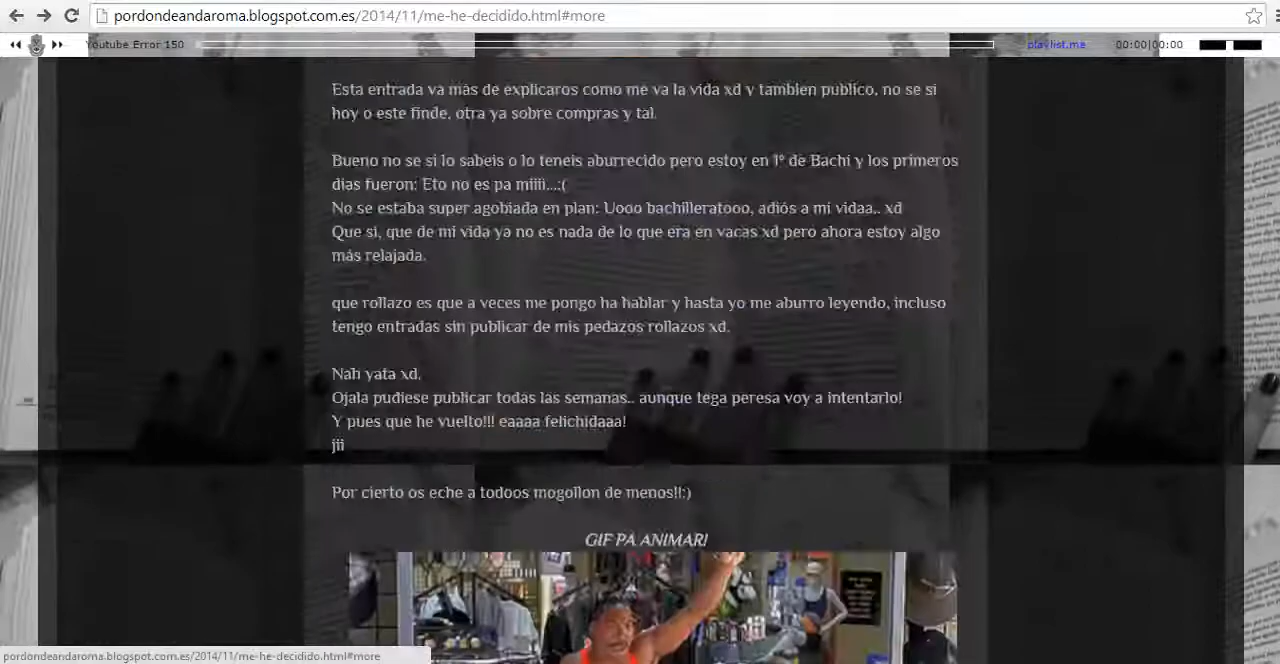 pordondeandaroma.blogspot.com.es/2014/11/me-he-decidido.html#more
Youtube Error 150
playlist.me
00:00|00:00
Esta entrada va más de explicaros como me va la vida xd y tambien publico, no se si
hoy o este finde, otra ya sobre compras y tal.
Bueno no se si lo sabeis o lo teneis aburrecido pero estoy en 1º de Bachi y los primeros
dias fueron: Eto no es pa miiii...:(
No se estaba super agobiada en plan: Uooo bachilleratooo, adiós a mi vidaa.. xd
Que si, que de mi vida ya no es nada de lo que era en vacas xd pero ahora estoy algo
más relajada.
que rollazo es que a veces me pongo ha hablar y hasta yo me aburro leyendo, incluso
tengo entradas sin publicar de mis pedazos rollazos xd.
Nah yata xd.
Ojala pudiese publicar todas las semanas.. aunque tega peresa voy a intentarlo!
Y pues que he vuelto!!! eaaaa felichidaaa!
jii
Por cierto os eche a todoos mogollon de menos!!:)
GIF PA ANIMAR!
pordondeandaroma.blogspot.com.es/2014/11/me-he-decidido.html#more